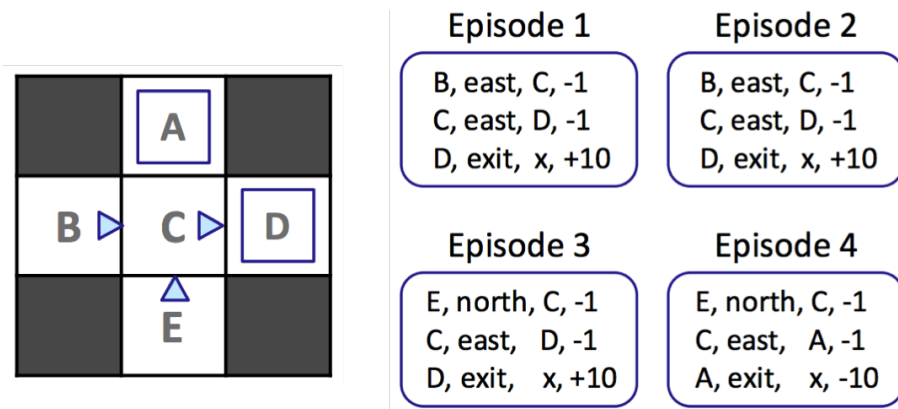 A
B
C
D
E
Episode 1
B, east, C, -1
C, east, D, -1
D, exit, x, +10
Episode 2
B, east, C, -1
C, east, D, -1
D, exit, x, +10
Episode 3
E, north, C, -1
C, east, D, -1
D, exit, x, +10
Episode 4
E, north, C, -1
C, east, A, -1
A, exit, x, -10